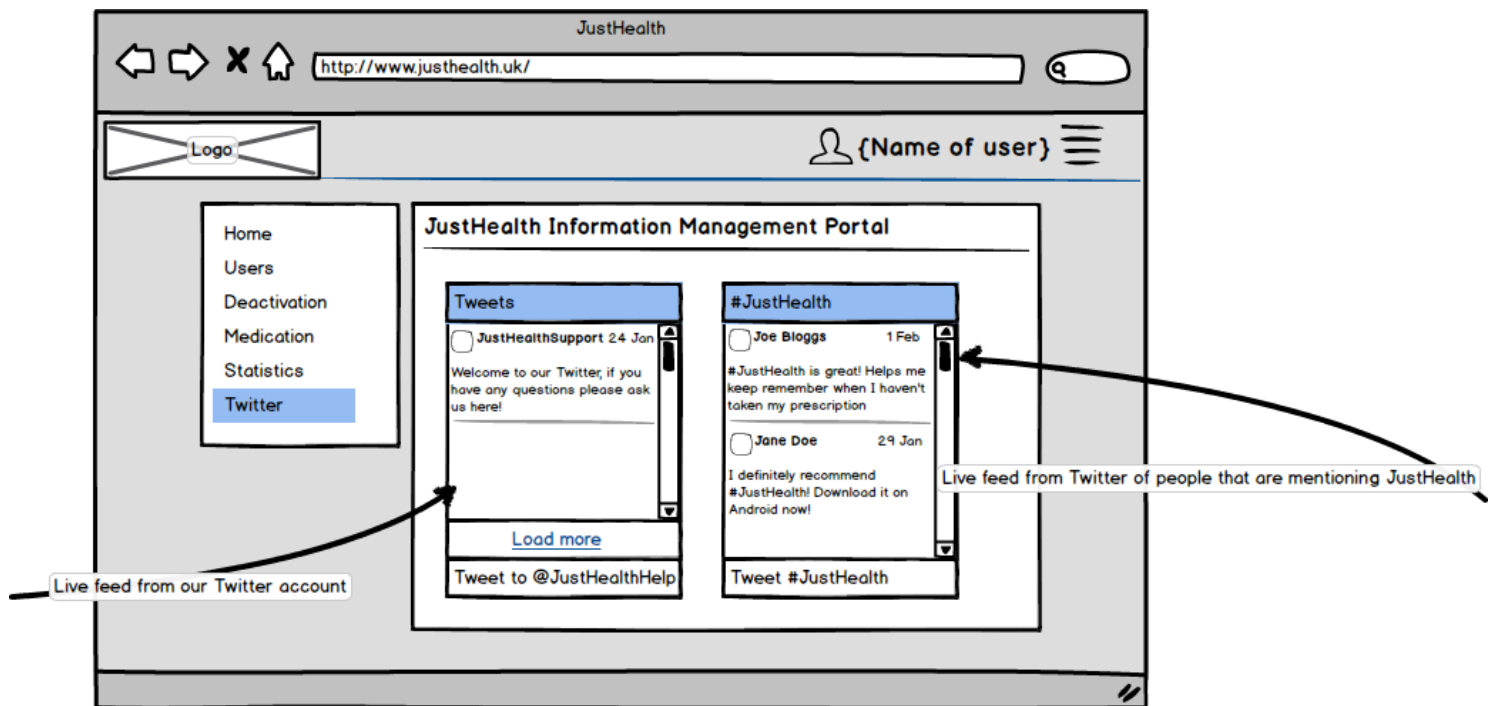 JustHealth
http://www.justhealth.uk/
Logo
{Name of user}
Home
Users
Deactivation
Medication
Statistics
Twitter
JustHealth Information Management Portal
Tweets
JustHealthSupport 24 Jan
Welcome to our Twitter, if you
have any questions please ask
us here!
Load more
Tweet to @JustHealthHelp
#JustHealth
Joe Bloggs 1 Feb
#JustHealth is great! Helps me
keep remember when I haven't
taken my prescription
Jane Doe 29 Jan
I definitely recommend
#JustHealth! Download it on
Android now!
Tweet #JustHealth
Live feed from Twitter of people that are mentioning JustHealth
Live feed from our Twitter account